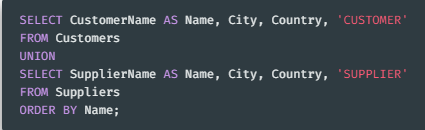 SELECT CustomerName AS Name, City, Country, 'CUSTOMER'
FROM Customers
UNION
SELECT SupplierName AS Name, City, Country, 'SUPPLIER'
FROM Suppliers
ORDER BY Name;